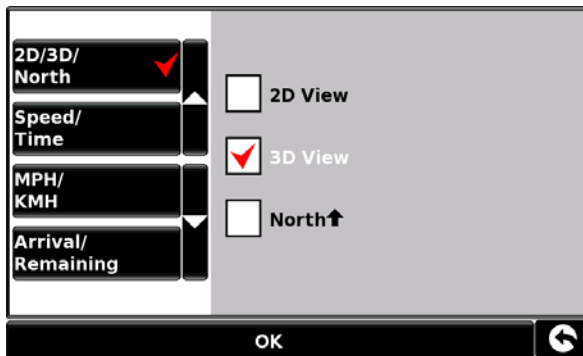 2D/3D/
North
Speed/
Time
MPH/
KMH
Arrival/
Remaining
2D View
3D View
North⬆
OK